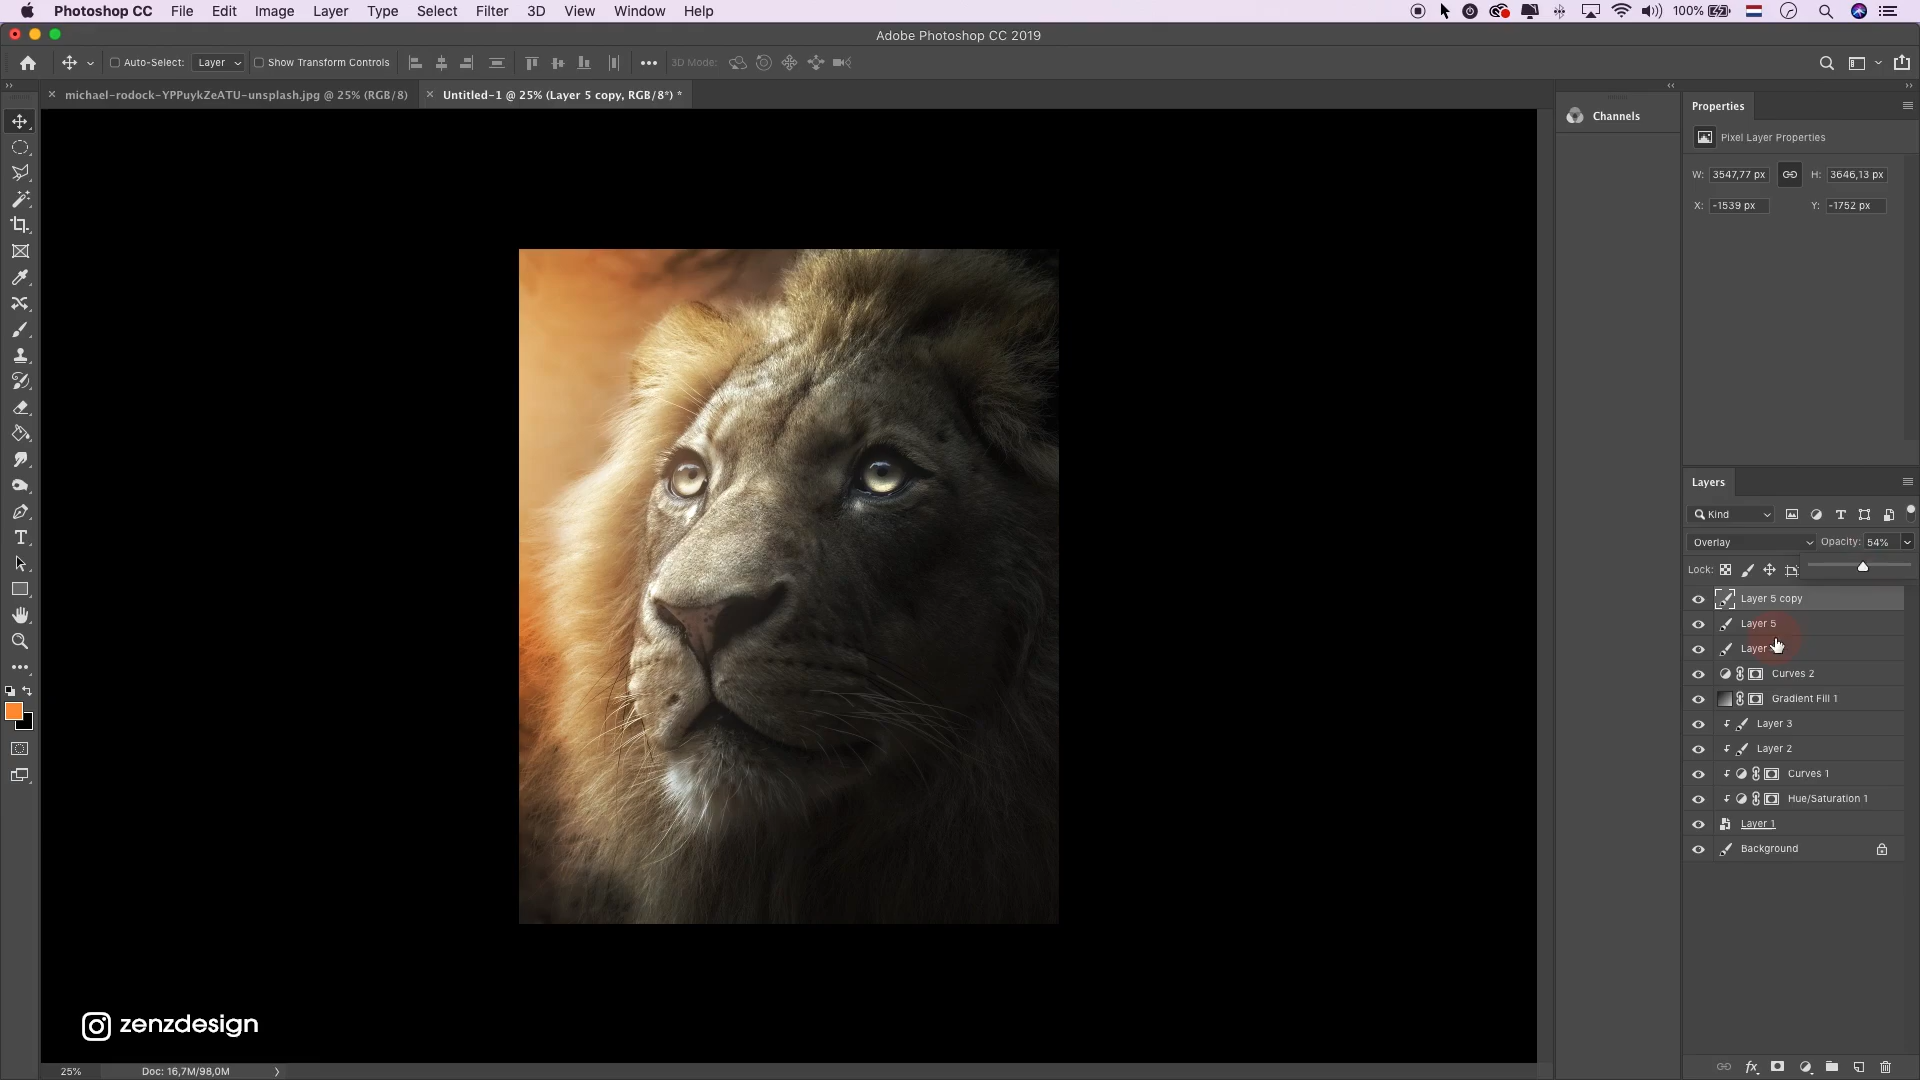 Photoshop CC File Edit Image Layer Type Select Filter 3D View Window Help 100%
Adobe Photoshop CC 2019
Auto-Select: Layer Show Transform Controls 3D Mode:
michael-rodock-YPPuykZeATU-unsplash.jpg @ 25% (RGB/8)
Untitled-1 @ 25% (Layer 5 copy, RGB/8*) *
Channels
Properties
Pixel Layer Properties
W: 3547,77 px H: 3646,13 px
X: -1539 px Y: -1752 px
Layers
Kind
Overlay Opacity: 54%
Lock:
Layer 5 copy
Layer 5
Layer
Curves 2
Gradient Fill 1
Layer 3
Layer 2
Curves 1
Hue/Saturation 1
Layer 1
Background
zenzdesign
25% Doc: 16,7M/98,0M